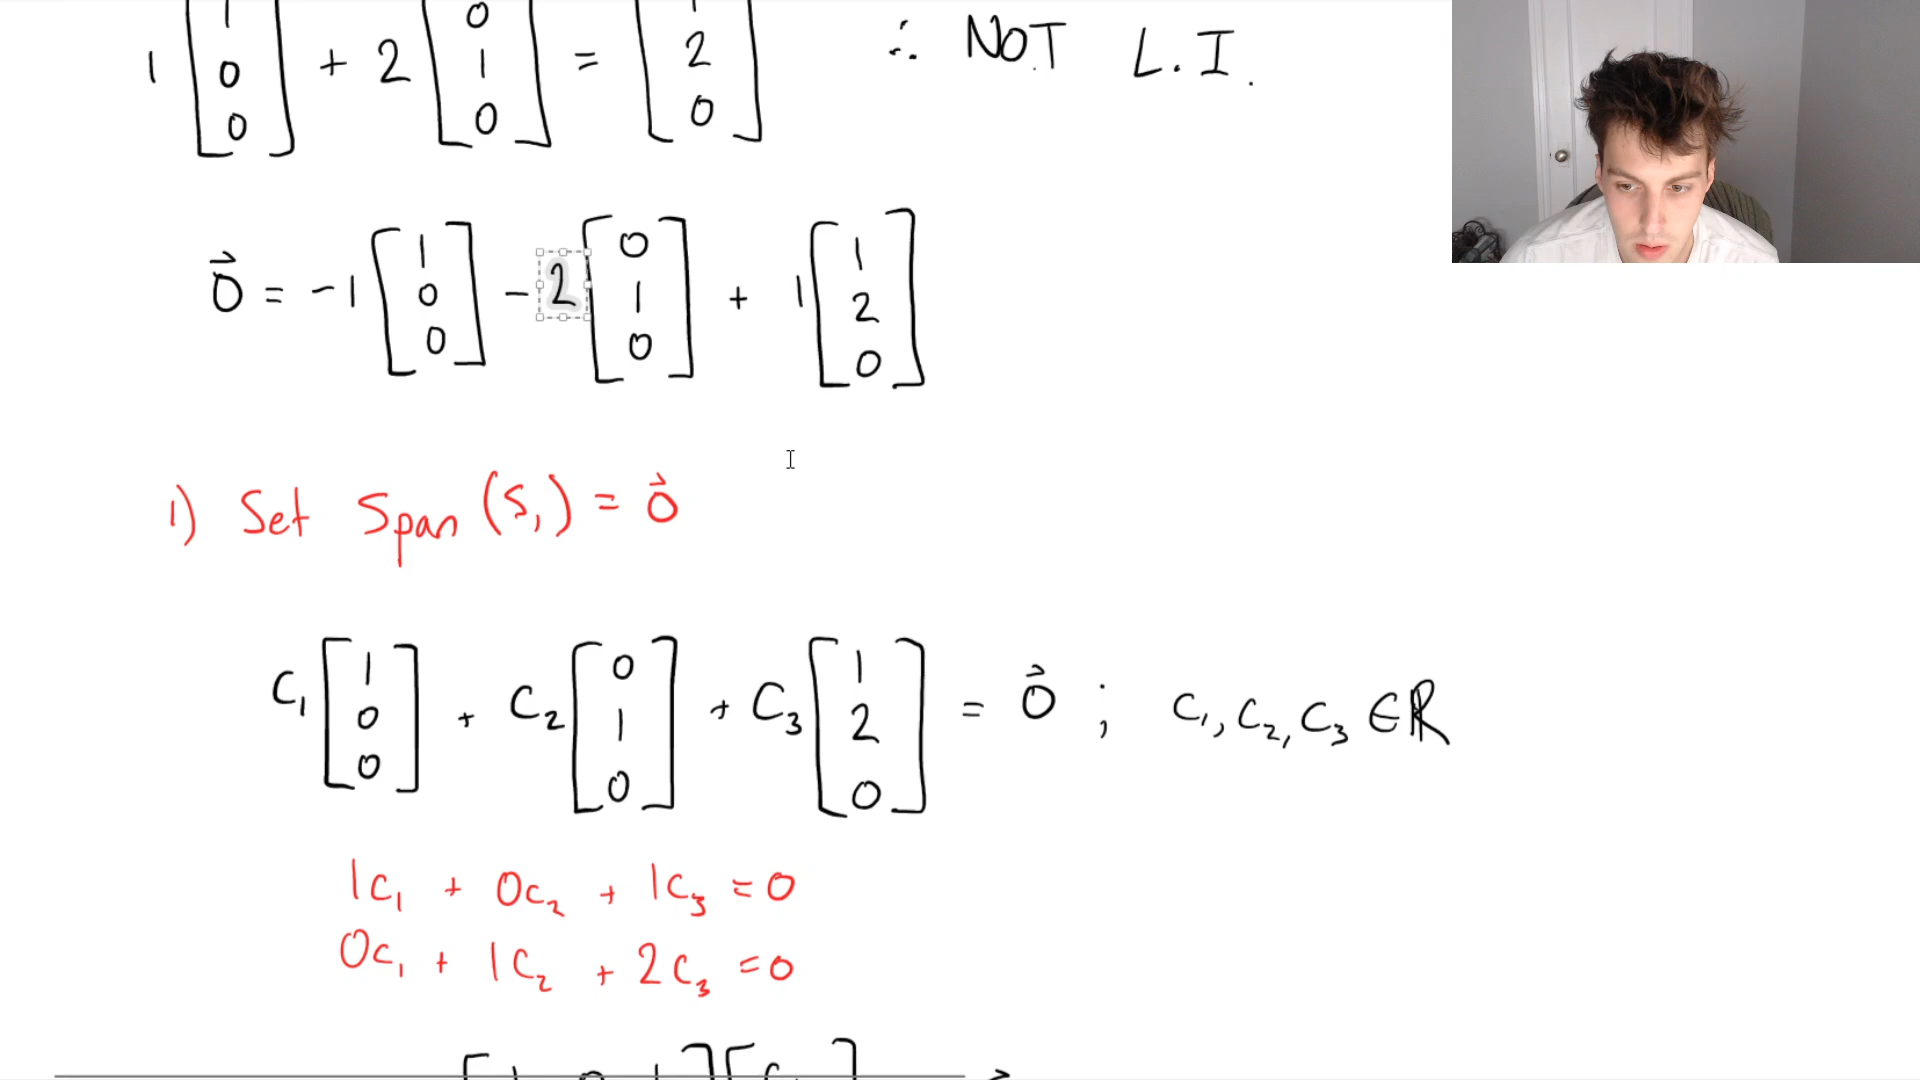 1 [1 0 0] + 2 [0 1 0] = [1 2 0] ∴ NOT L.I.
0⃗ = -1 [1 0 0] - 2 [0 1 0] + 1 [1 2 0]
1) Set Span (S₁) = 0⃗
C₁ [1 0 0] + C₂ [0 1 0] + C₃ [1 2 0] = 0⃗ ; C₁, C₂, C₃ ∈ ℝ
1C₁ + 0C₂ + 1C₃ = 0
0C₁ + 1C₂ + 2C₃ = 0